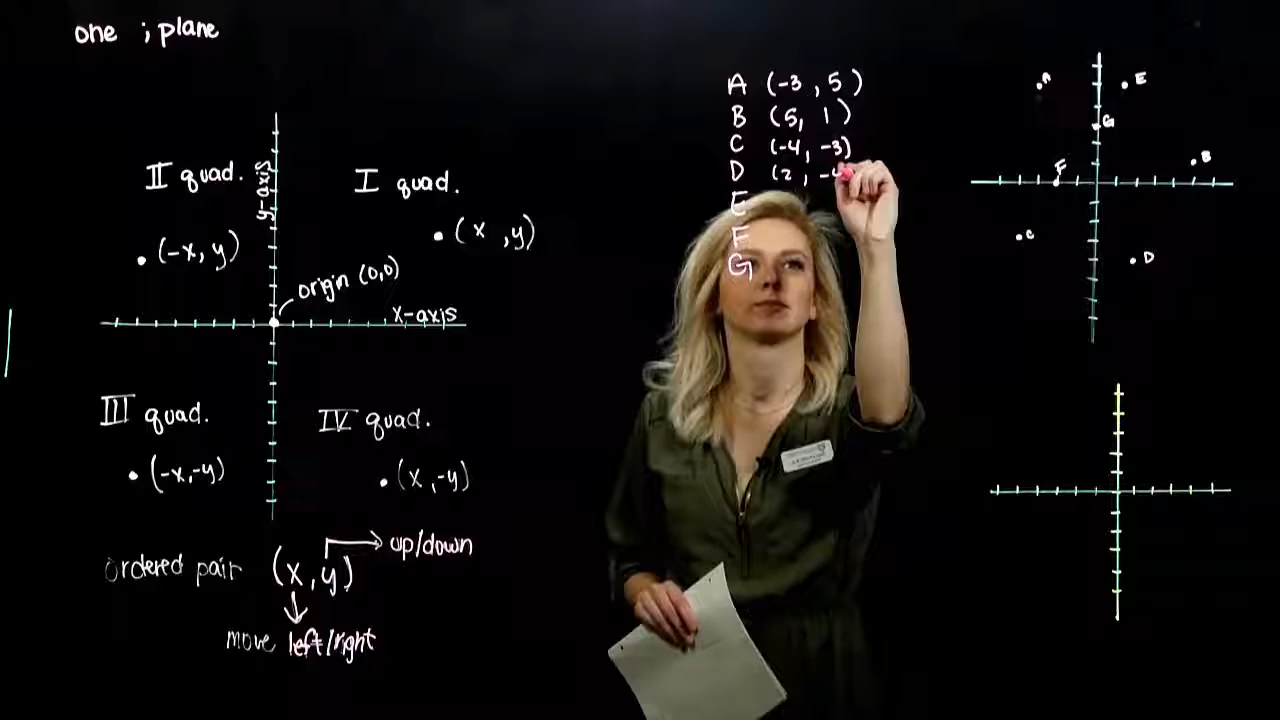 one ; plane
II quad.
y-axis
I quad.
(-x, y)
(x, y)
origin (0,0)
x-axis
III quad.
IV quad.
(-x,-y)
(x,-y)
ordered pair (x,y)
up/down
move left/right
A (-3, 5)
B (5, 1)
C (-4, -3)
D (2, -4
E
F
G
A
E
G
B
F
C
D